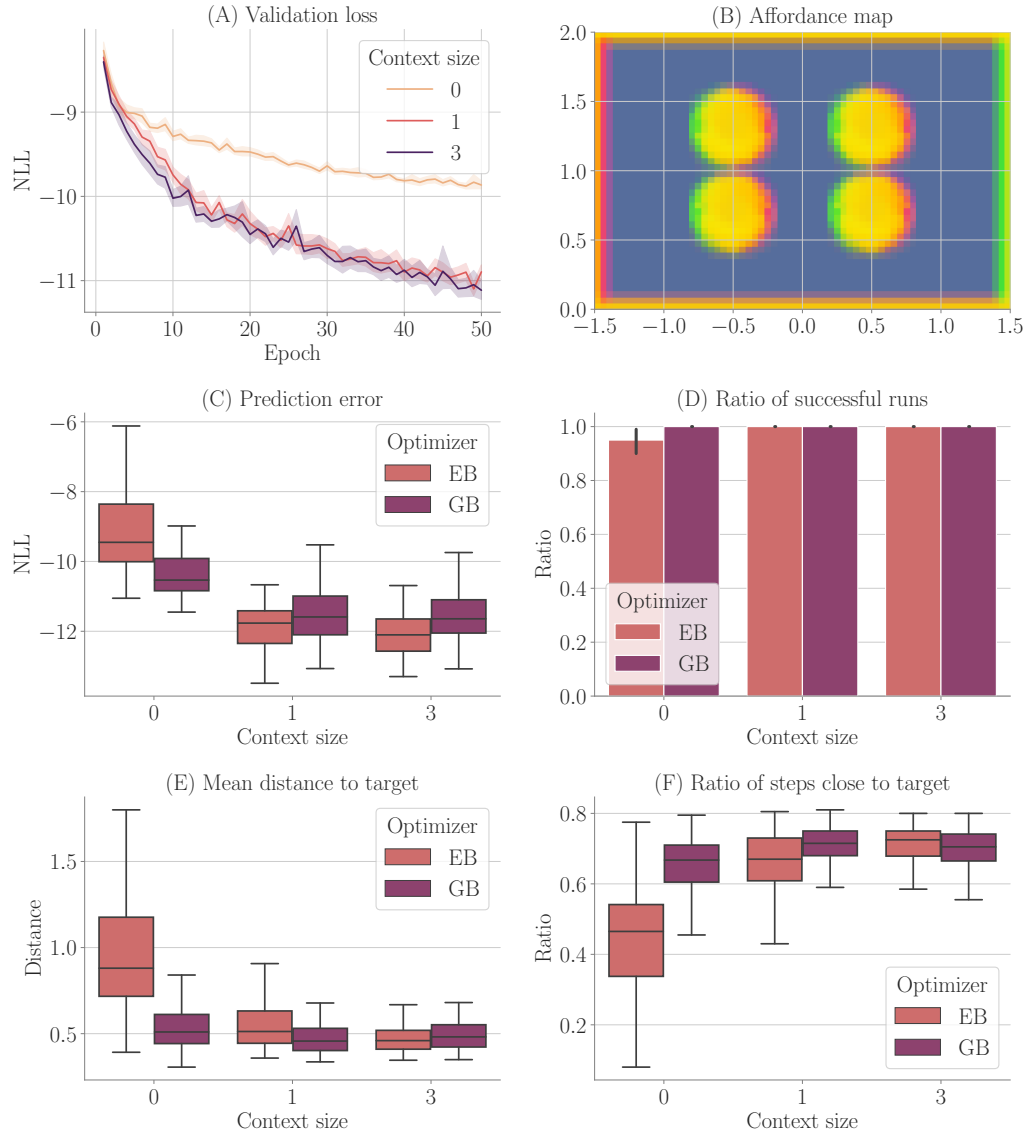 (A) Validation loss
Context size
0
1
3
−9
−10
−11
NLL
0
10
20
30
40
50
Epoch
(B) Affordance map
2.0
1.5
1.0
0.5
0.0
−1.5
−1.0
−0.5
0.0
0.5
1.0
1.5
(C) Prediction error
Optimizer
EB
GB
−6
−8
−10
−12
NLL
0
1
3
Context size
(D) Ratio of successful runs
1.0
0.8
0.6
0.4
0.2
0.0
Ratio
Optimizer
EB
GB
0
1
3
Context size
(E) Mean distance to target
Optimizer
EB
GB
1.5
1.0
0.5
Distance
0
1
3
Context size
(F) Ratio of steps close to target
0.8
0.6
0.4
0.2
Ratio
Optimizer
EB
GB
0
1
3
Context size